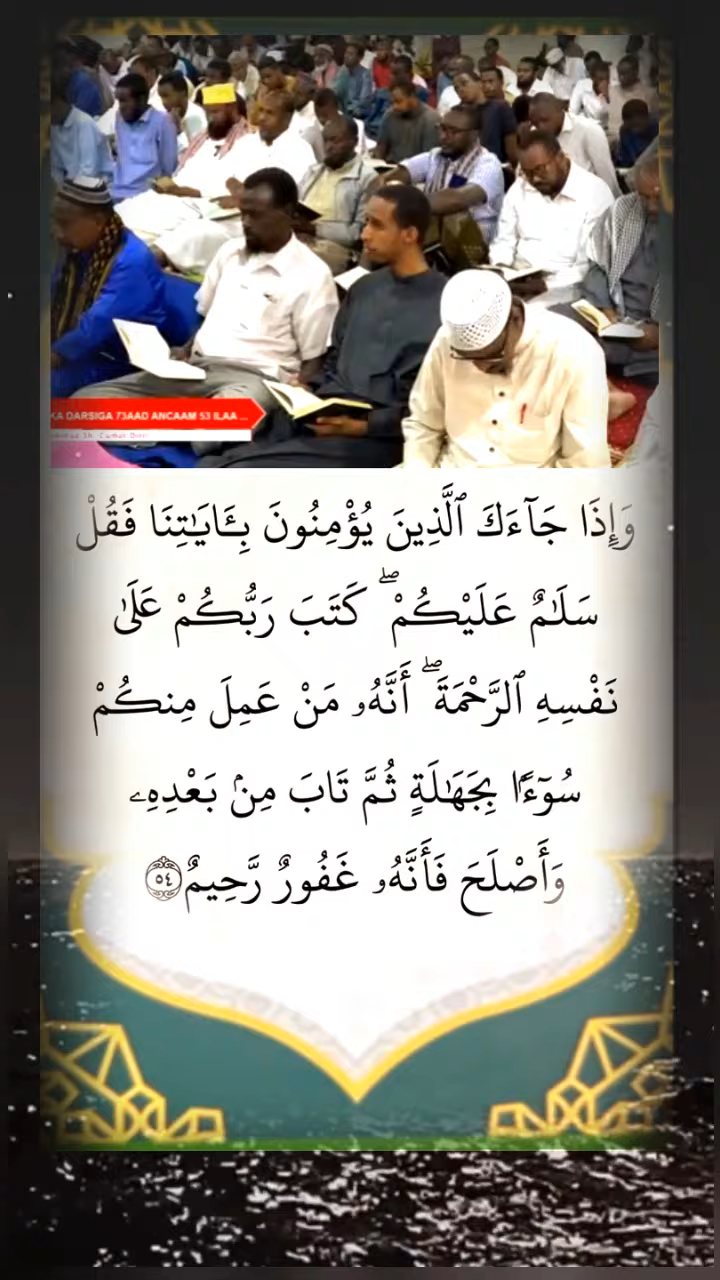 KA DARSIGA 73AAD ANCAAM 53 ILAA ...
وَإِذَا جَآءَكَ ٱلَّذِينَ يُؤْمِنُونَ بِـَٔايَـٰتِنَا فَقُلْ
سَلَـٰمٌ عَلَيْكُمْ ۖ كَتَبَ رَبُّكُمْ عَلَىٰ
نَفْسِهِ ٱلرَّحْمَةَ ۖ أَنَّهُۥ مَنْ عَمِلَ مِنكُمْ
سُوٓءًۢا بِجَهَـٰلَةٍ ثُمَّ تَابَ مِنۢ بَعْدِهِۦ
وَأَصْلَحَ فَأَنَّهُۥ غَفُورٌ رَّحِيمٌ ٥٤